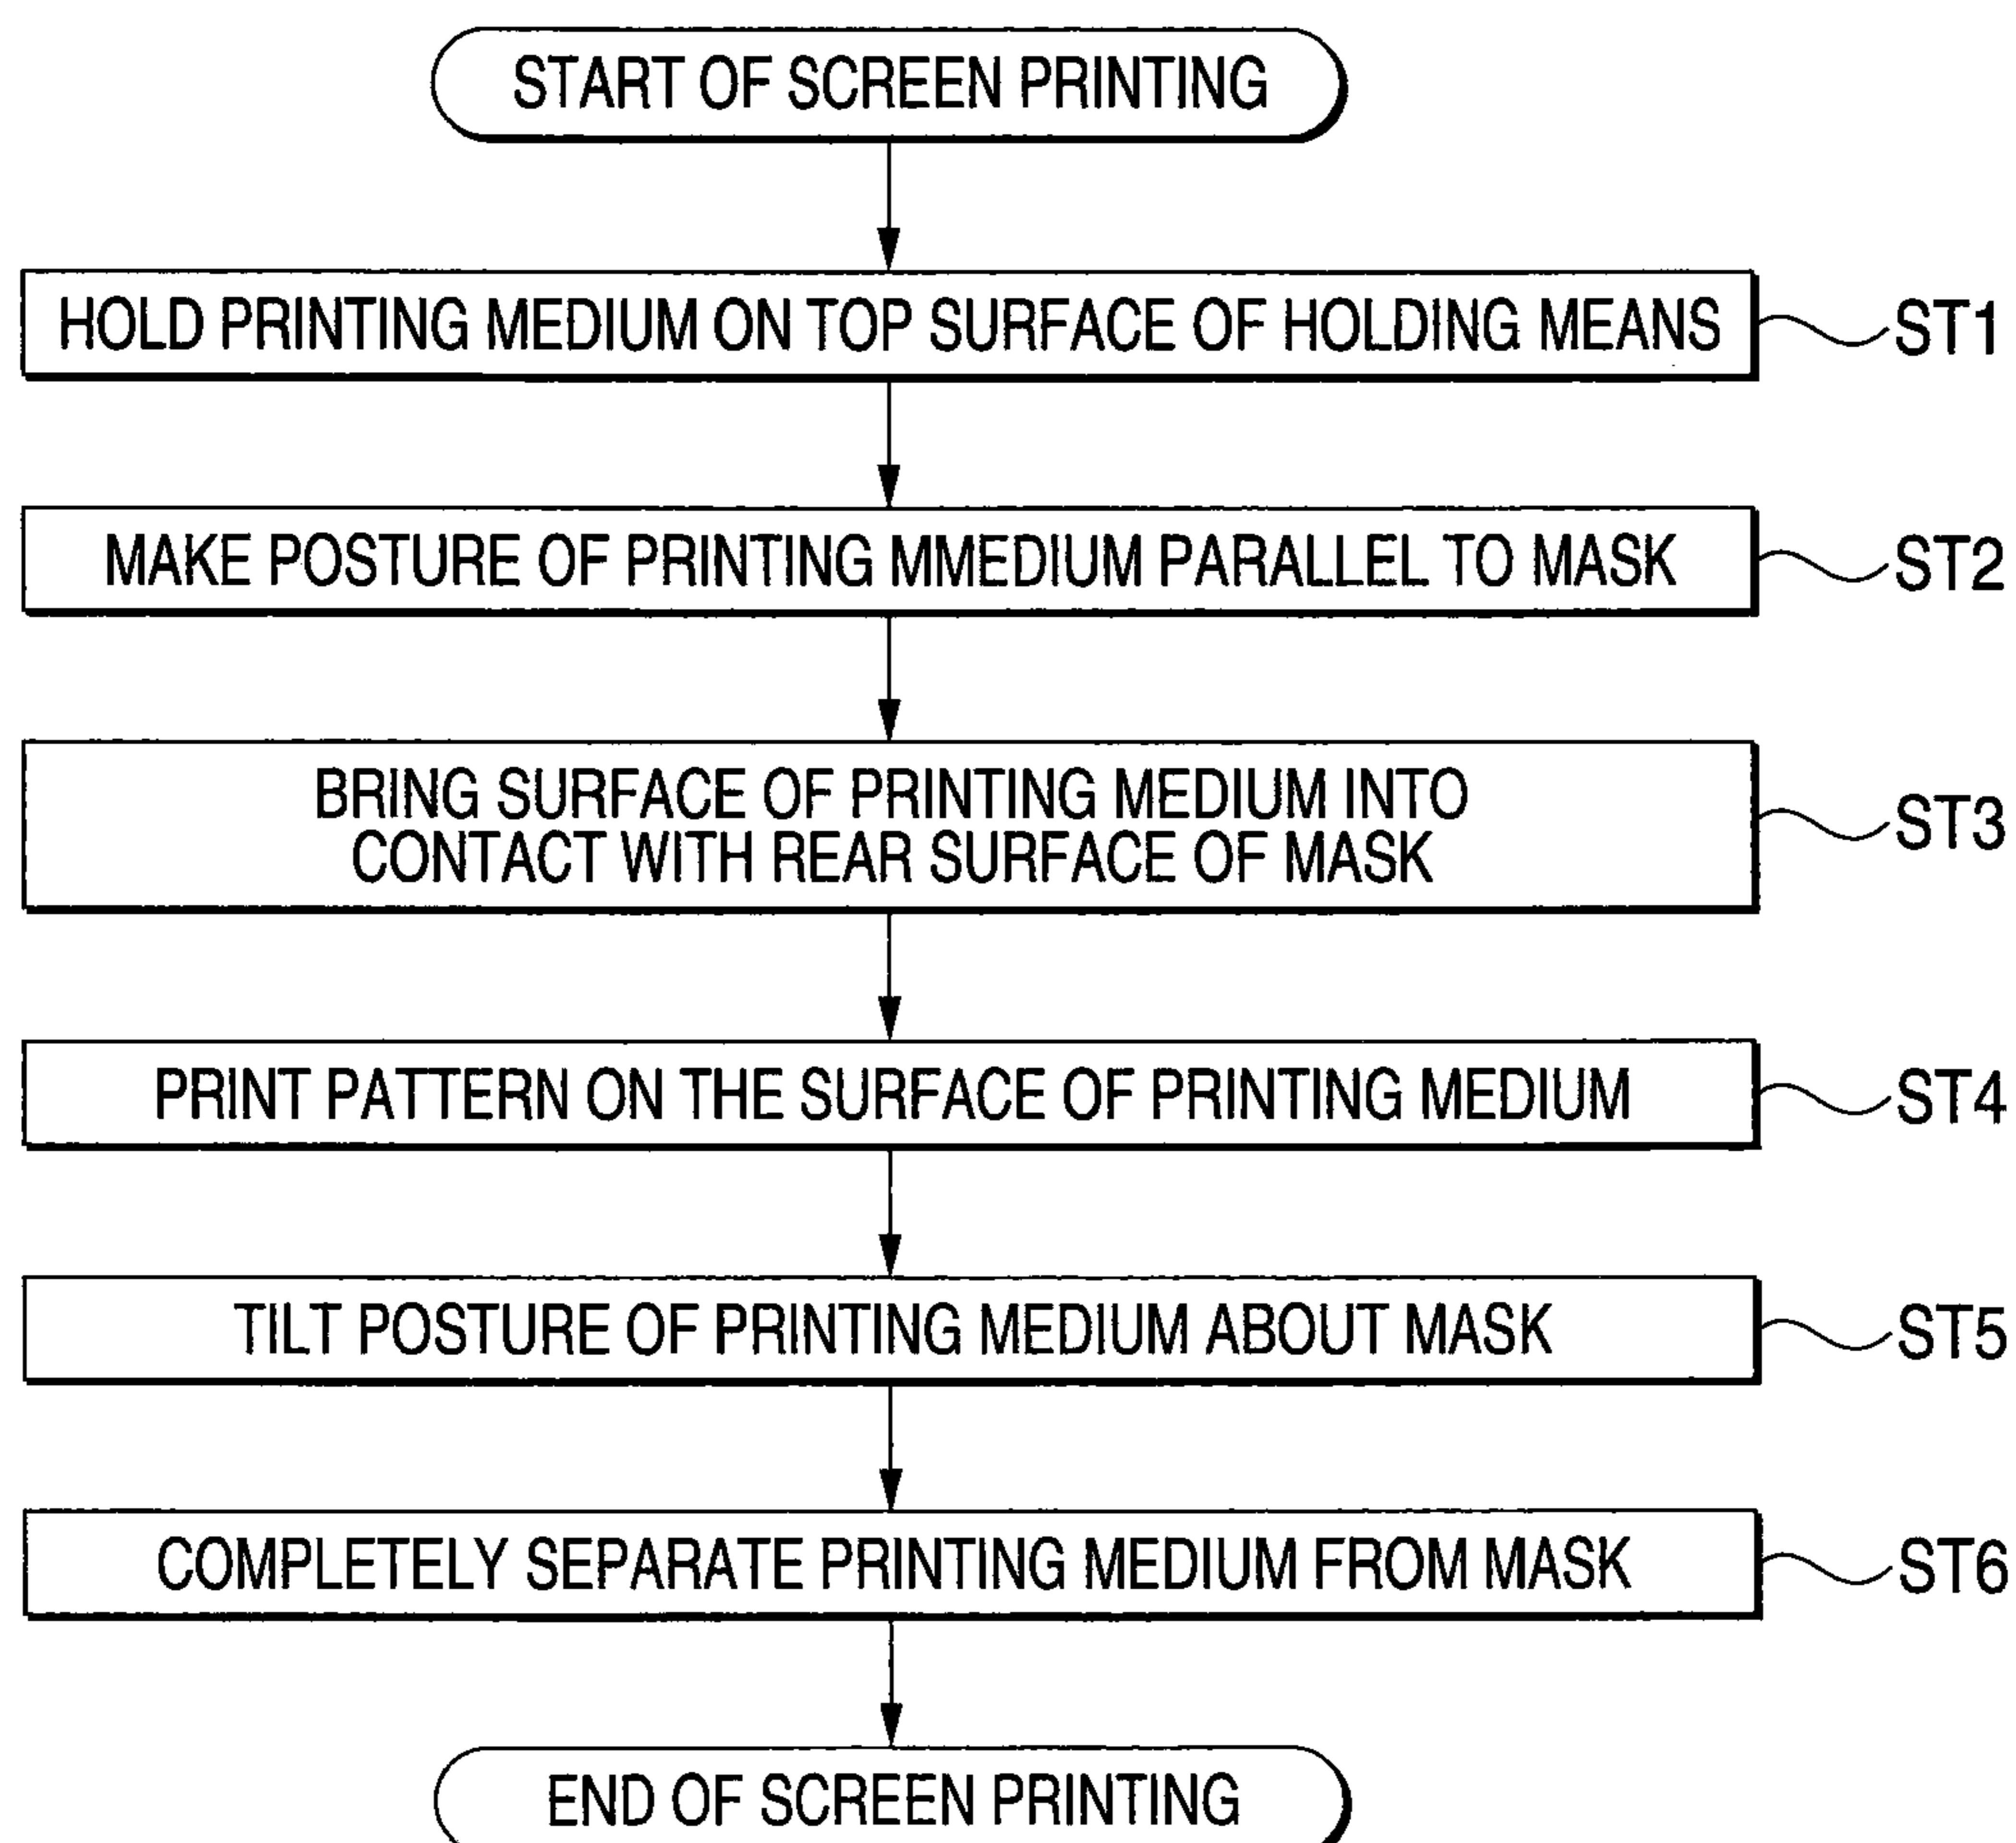 START OF SCREEN PRINTING
HOLD PRINTING MEDIUM ON TOP SURFACE OF HOLDING MEANS
ST1
MAKE POSTURE OF PRINTING MMEDIUM PARALLEL TO MASK
ST2
BRING SURFACE OF PRINTING MEDIUM INTO
CONTACT WITH REAR SURFACE OF MASK
ST3
PRINT PATTERN ON THE SURFACE OF PRINTING MEDIUM
ST4
TILT POSTURE OF PRINTING MEDIUM ABOUT MASK
ST5
COMPLETELY SEPARATE PRINTING MEDIUM FROM MASK
ST6
END OF SCREEN PRINTING